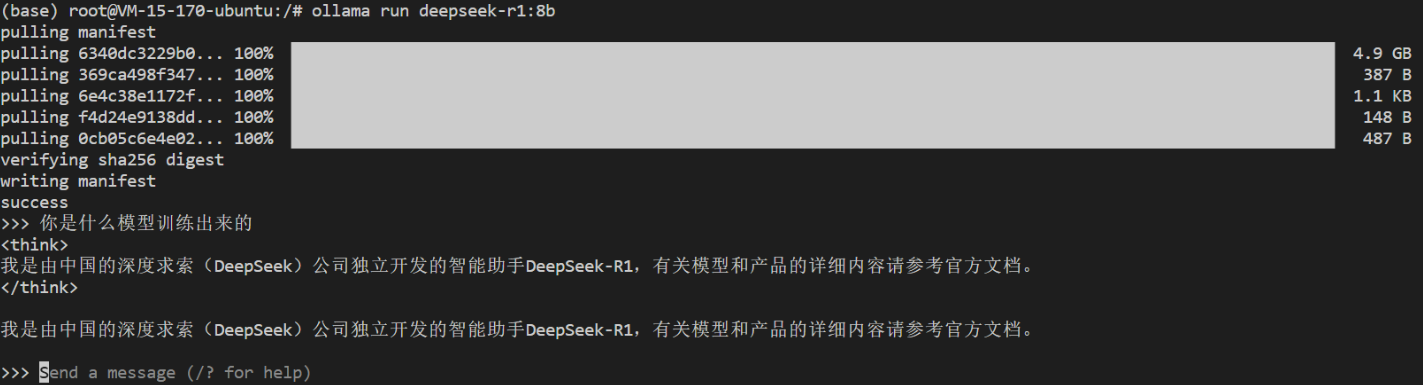 (base) root@VM-15-170-ubuntu:/# ollama run deepseek-r1:8b
pulling manifest
pulling 6340dc3229b0... 100% 4.9 GB
pulling 369ca498f347... 100% 387 B
pulling 6e4c38e1172f... 100% 1.1 KB
pulling f4d24e9138dd... 100% 148 B
pulling 0cb05c6e4e02... 100% 487 B
verifying sha256 digest
writing manifest
success
>>> 你是什么模型训练出来的
<think>
我是由中国的深度求索（DeepSeek）公司独立开发的智能助手DeepSeek-R1，有关模型和产品的详细内容请参考官方文档。
</think>
我是由中国的深度求索（DeepSeek）公司独立开发的智能助手DeepSeek-R1，有关模型和产品的详细内容请参考官方文档。
>>> Send a message (/? for help)